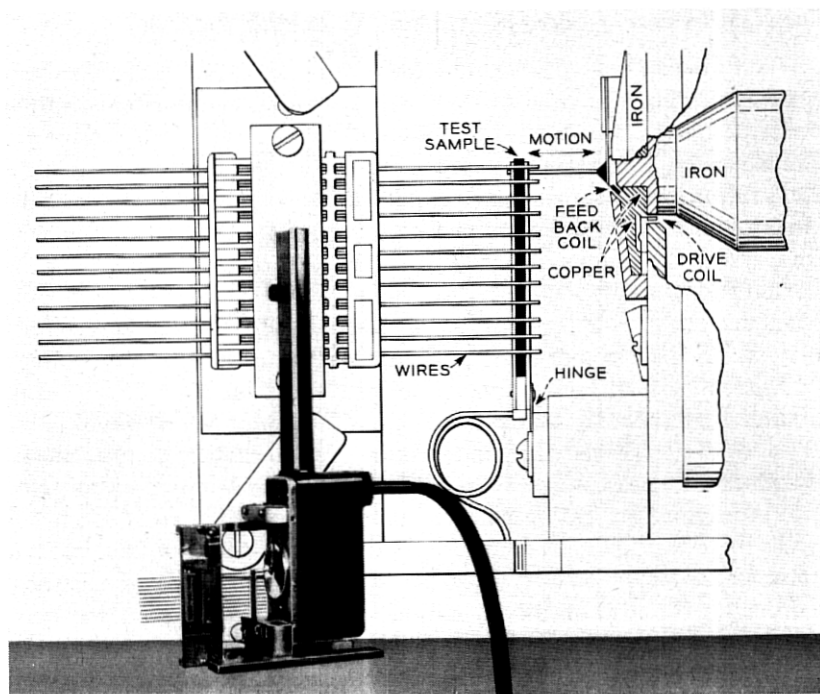 TEST
SAMPLE
MOTION
IRON
IRON
FEED
BACK
COIL
COPPER
DRIVE
COIL
WIRES
HINGE